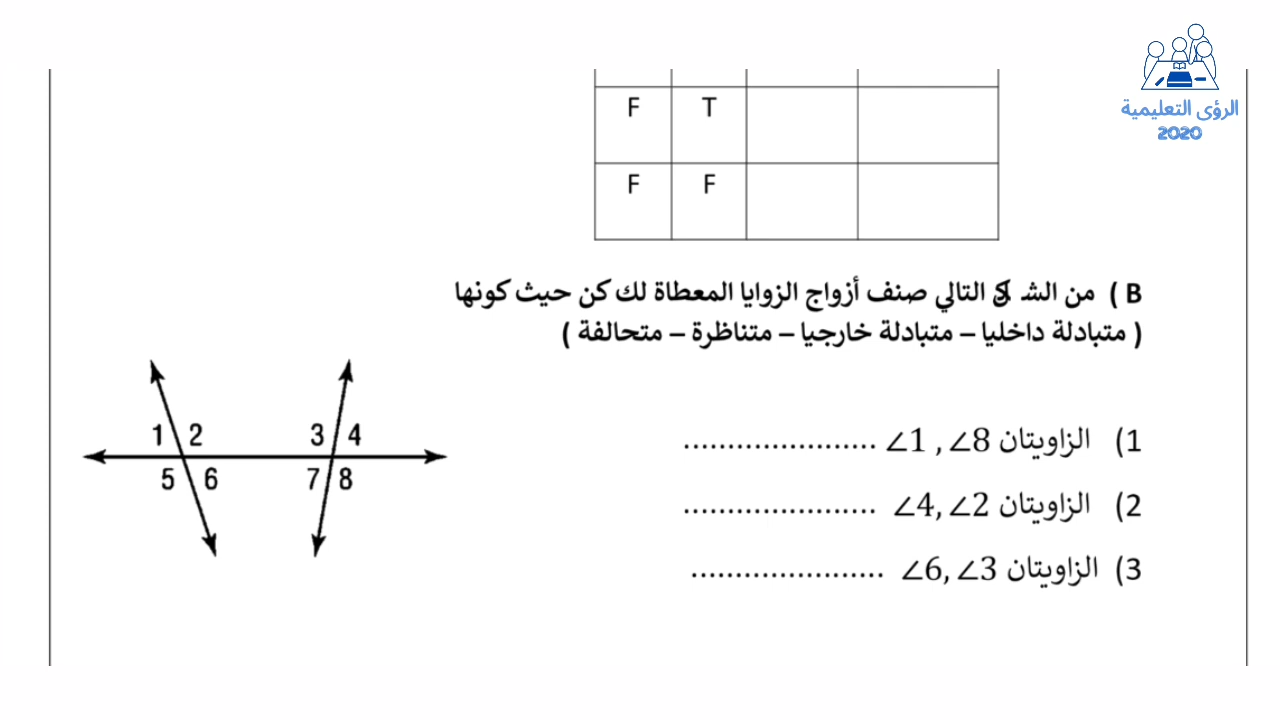 الرؤى التعليمية
2020
F T
F F
B ) من الشكل التالي صنف أزواج الزوايا المعطاة لك كن حيث كونها
( متبادلة داخليا – متبادلة خارجيا – متناظرة – متحالفة )
1 2 3 4
5 6 7 8
1) الزاويتان ∠1 , ∠8 ......................
2) الزاويتان ∠4, ∠2 ......................
3) الزاويتان ∠6, ∠3 ......................